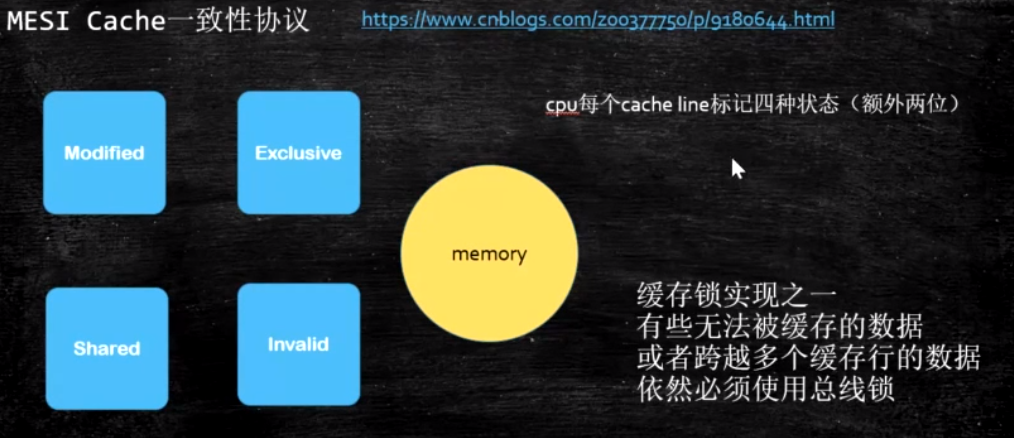 MESI Cache一致性协议
https://www.cnblogs.com/z00377750/p/9180644.html
cpu每个cache line标记四种状态（额外两位）
Modified
Exclusive
memory
Shared
Invalid
缓存锁实现之一
有些无法被缓存的数据
或者跨越多个缓存行的数据
依然必须使用总线锁